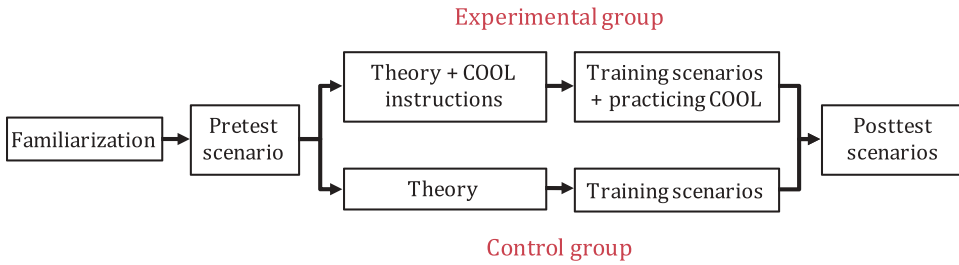 Experimental group
Familiarization
Pretest
scenario
Theory + COOL
instructions
Training scenarios
+ practicing COOL
Theory
Training scenarios
Posttest
scenarios
Control group